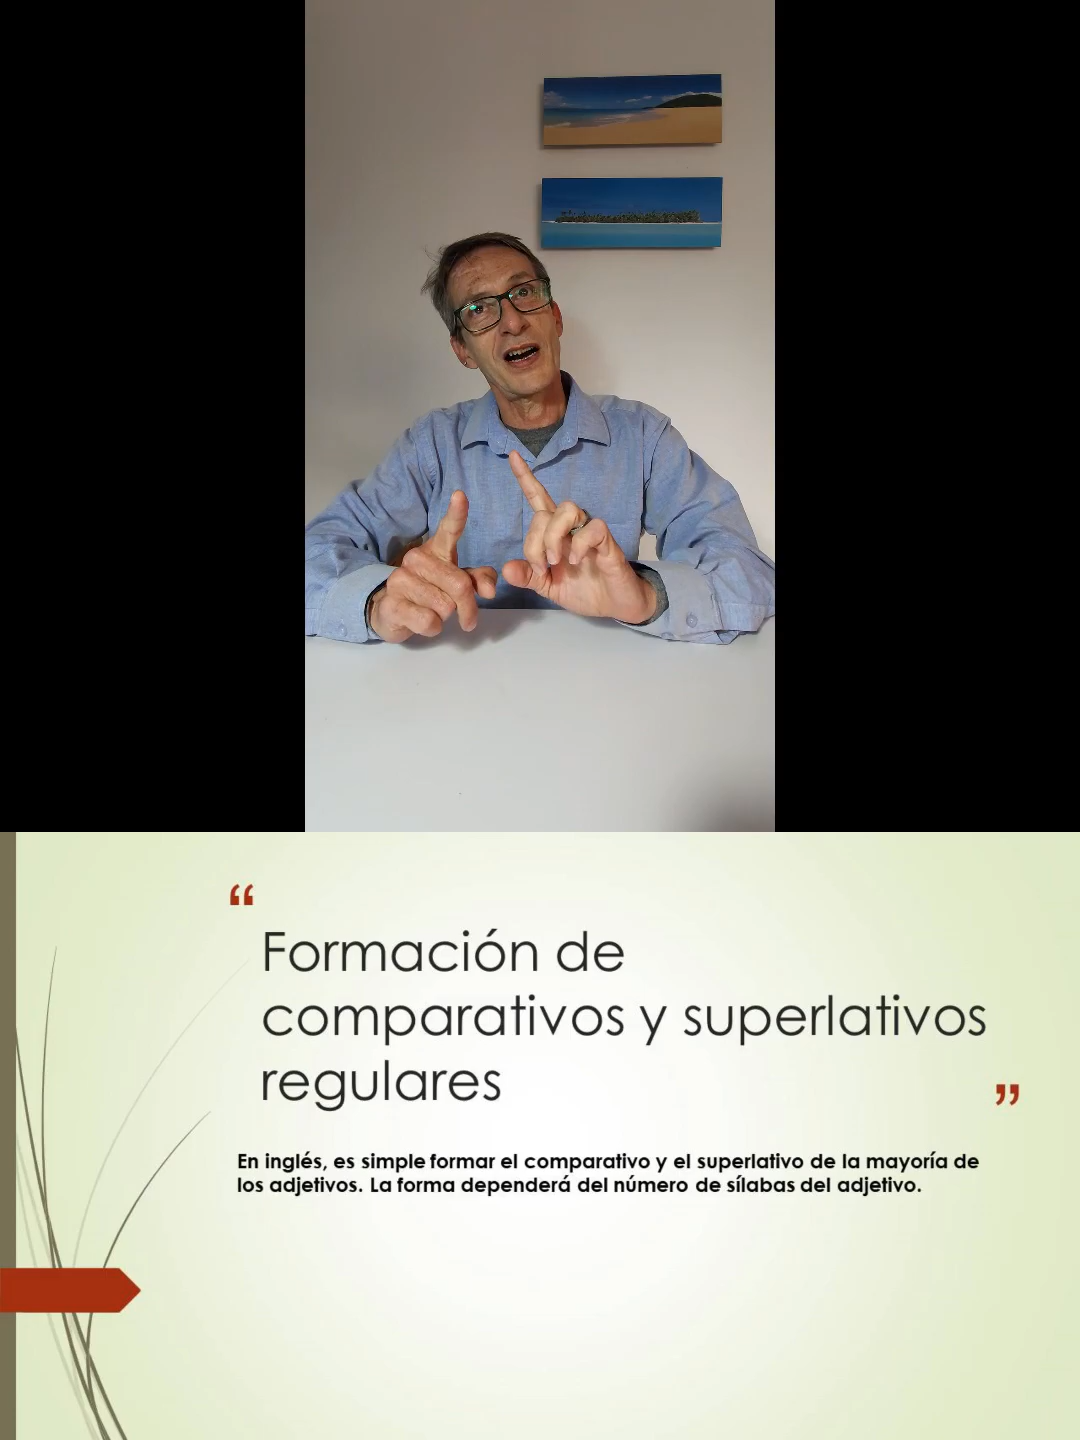 “
Formación de
comparativos y superlativos
regulares
”
En inglés, es simple formar el comparativo y el superlativo de la mayoría de
los adjetivos. La forma dependerá del número de sílabas del adjetivo.